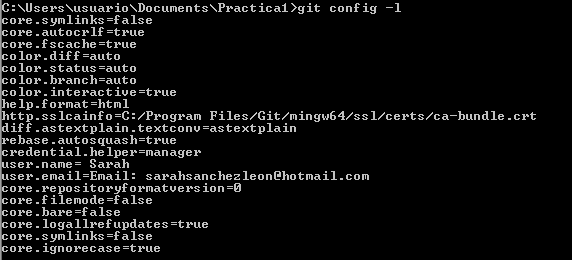 C:\Users\usuario\Documents\Practica1>git config -l
core.symlinks=false
core.autocrlf=true
core.fscache=true
color.diff=auto
color.status=auto
color.branch=auto
color.interactive=true
help.format=html
http.sslcainfo=C:/Program Files/Git/mingw64/ssl/certs/ca-bundle.crt
diff.astextplain.textconv=astextplain
rebase.autosquash=true
credential.helper=manager
user.name= Sarah
user.email=Email: sarahsanchezleon@hotmail.com
core.repositoryformatversion=0
core.filemode=false
core.bare=false
core.logallrefupdates=true
core.symlinks=false
core.ignorecase=true